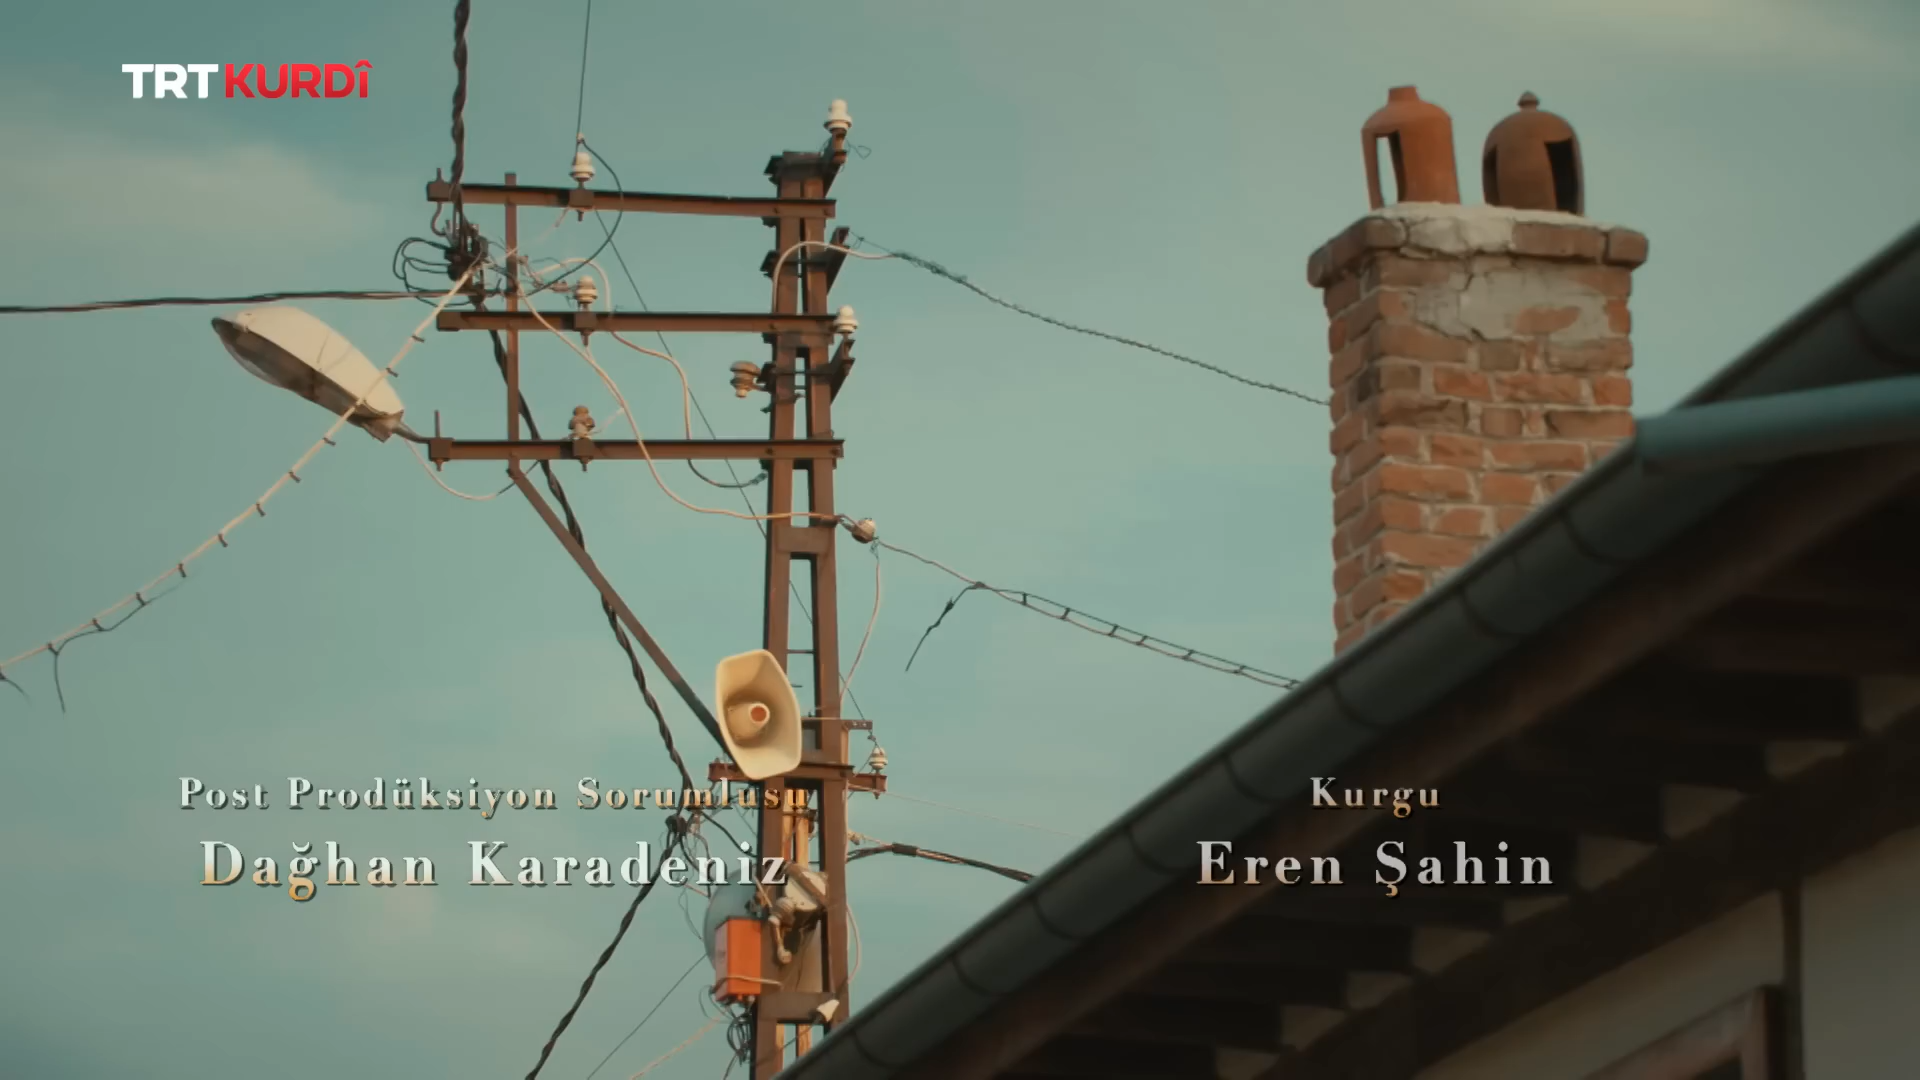 TRT KURDÎ
Post Prodüksiyon Sorumlusu
Dağhan Karadeniz
Kurgu
Eren Şahin